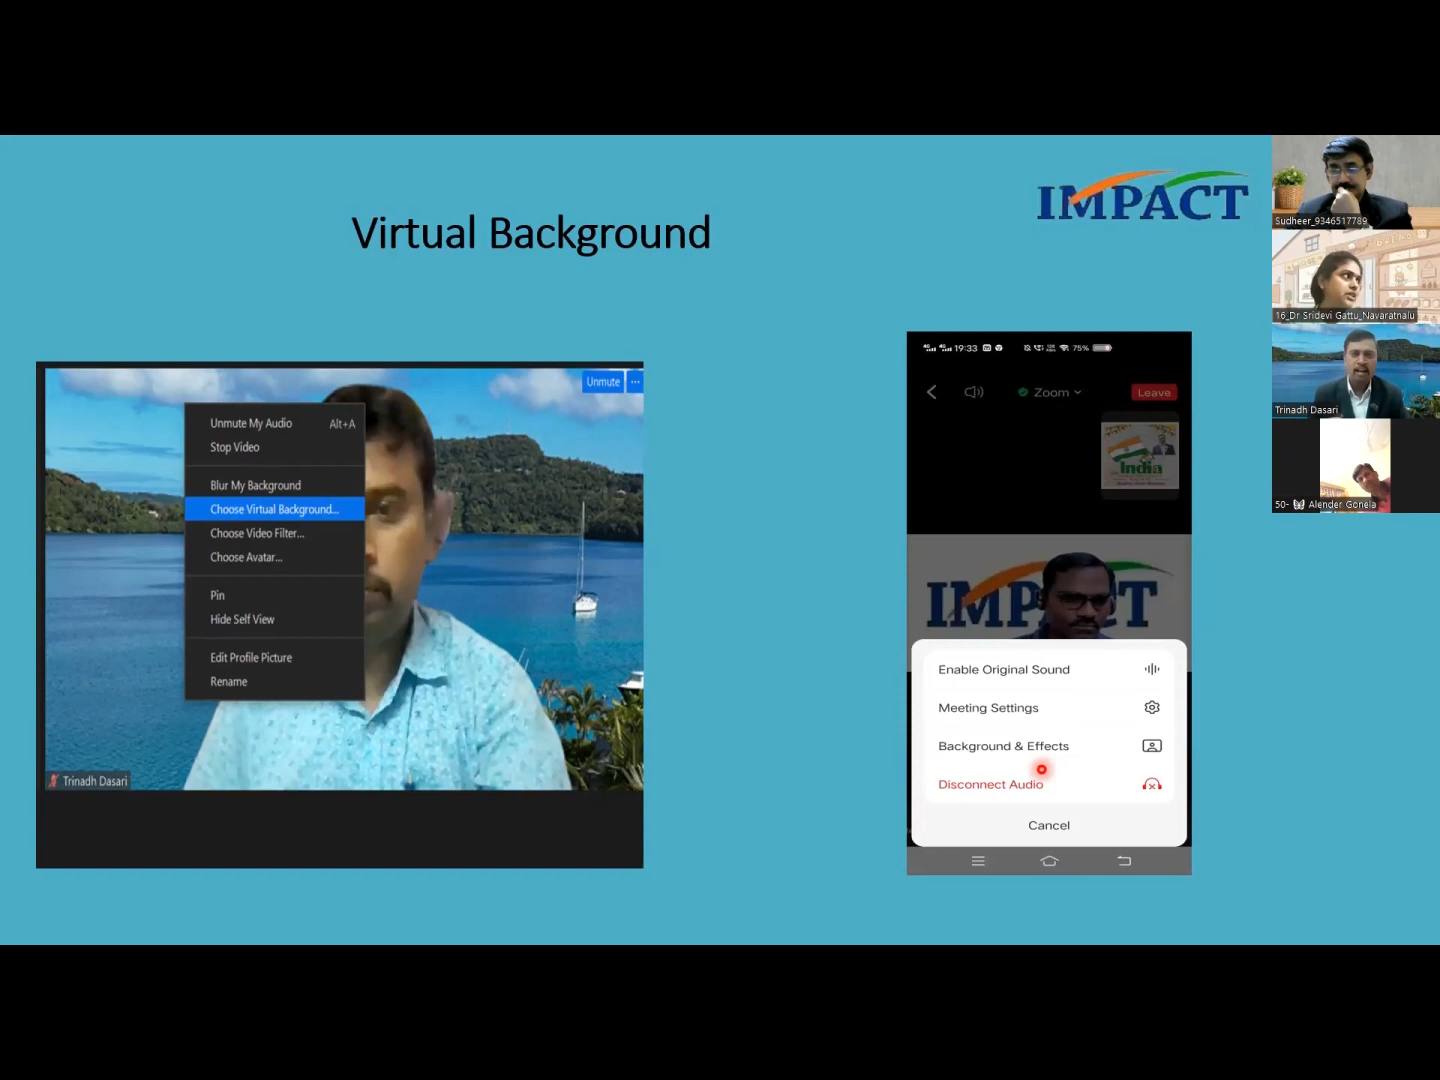 Virtual Background
IMPACT
Unmute ...
Unmute My Audio Alt+A
Stop Video
Blur My Background
Choose Virtual Background...
Choose Video Filter...
Choose Avatar...
Pin
Hide Self View
Edit Profile Picture
Rename
Trinadh Dasari
19:33 75%
Zoom
Leave
India
IMPACT
Enable Original Sound
Meeting Settings
Background & Effects
Disconnect Audio
Cancel
Sudheer_9346517789
16_Dr Sridevi Gattu_Navaratnalu
Trinadh Dasari
50- Alender Gonela